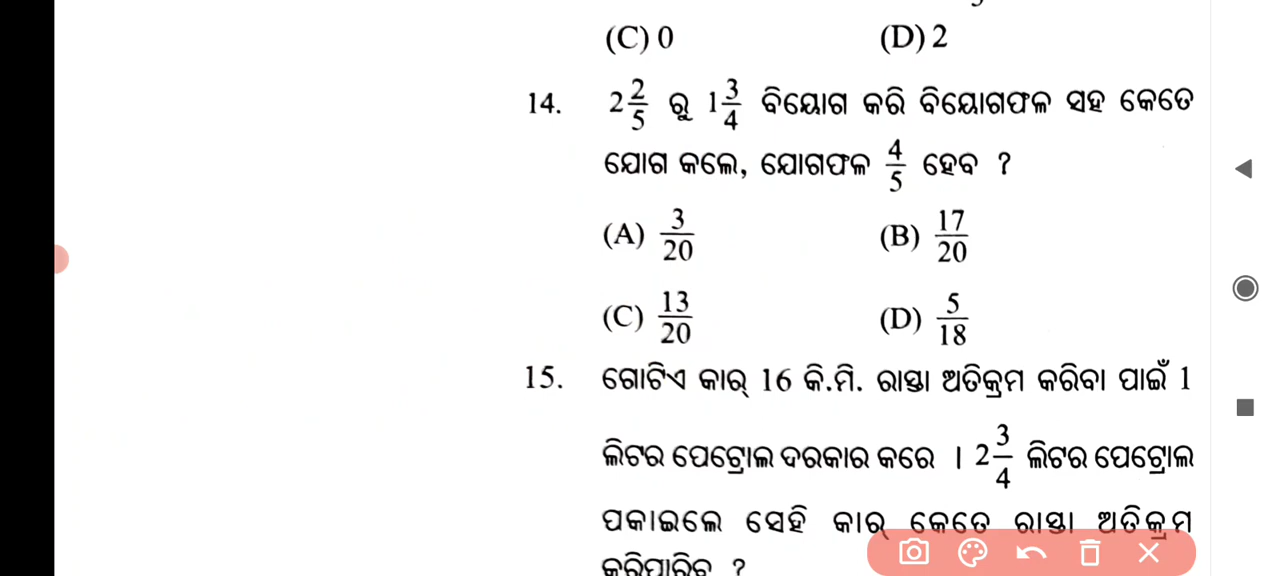 (C) 0 (D) 2
14. 2 2/5 ରୁ 1 3/4 ବିୟୋଗ କରି ବିୟୋଗଫଳ ସହ କେତେ
ଯୋଗ କଲେ, ଯୋଗଫଳ 4/5 ହେବ ?
(A) 3/20 (B) 17/20
(C) 13/20 (D) 5/18
15. ଗୋଟିଏ କାର୍ 16 କି.ମି. ରାସ୍ତା ଅତିକ୍ରମ କରିବା ପାଇଁ 1
ଲିଟର ପେଟ୍ରୋଲ ଦରକାର କରେ । 2 3/4 ଲିଟର ପେଟ୍ରୋଲ
ପକାଇଲେ ସେହି କାର୍ କେତେ ରାସ୍ତା ଅତିକ୍ରମ
କରିପାରିବ ?